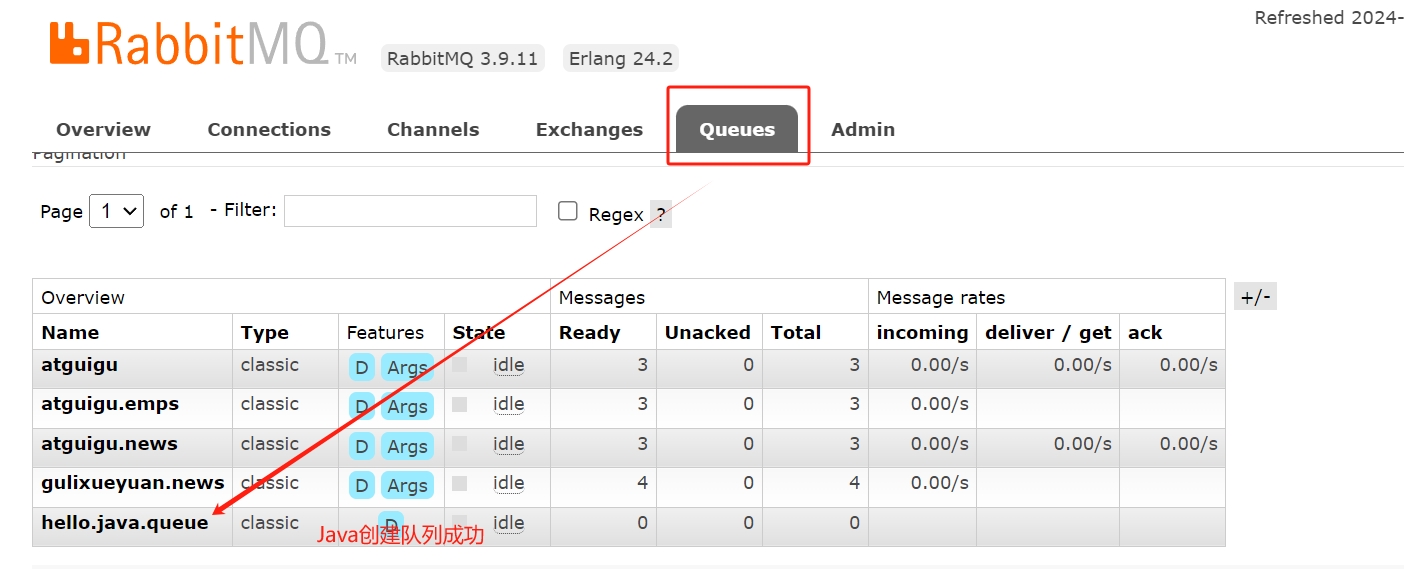 Refreshed 2024-
RabbitMQ TM RabbitMQ 3.9.11 Erlang 24.2
Overview Connections Channels Exchanges Queues Admin
Pagination
Page 1 of 1 - Filter: Regex ?
Overview Messages Message rates +/-
Name Type Features State Ready Unacked Total incoming deliver / get ack
atguigu classic D Args idle 3 0 3 0.00/s 0.00/s 0.00/s
atguigu.emps classic D Args idle 3 0 3 0.00/s
atguigu.news classic D Args idle 3 0 3 0.00/s 0.00/s 0.00/s
gulixueyuan.news classic D Args idle 4 0 4 0.00/s
hello.java.queue classic D idle 0 0 0
Java创建队列成功